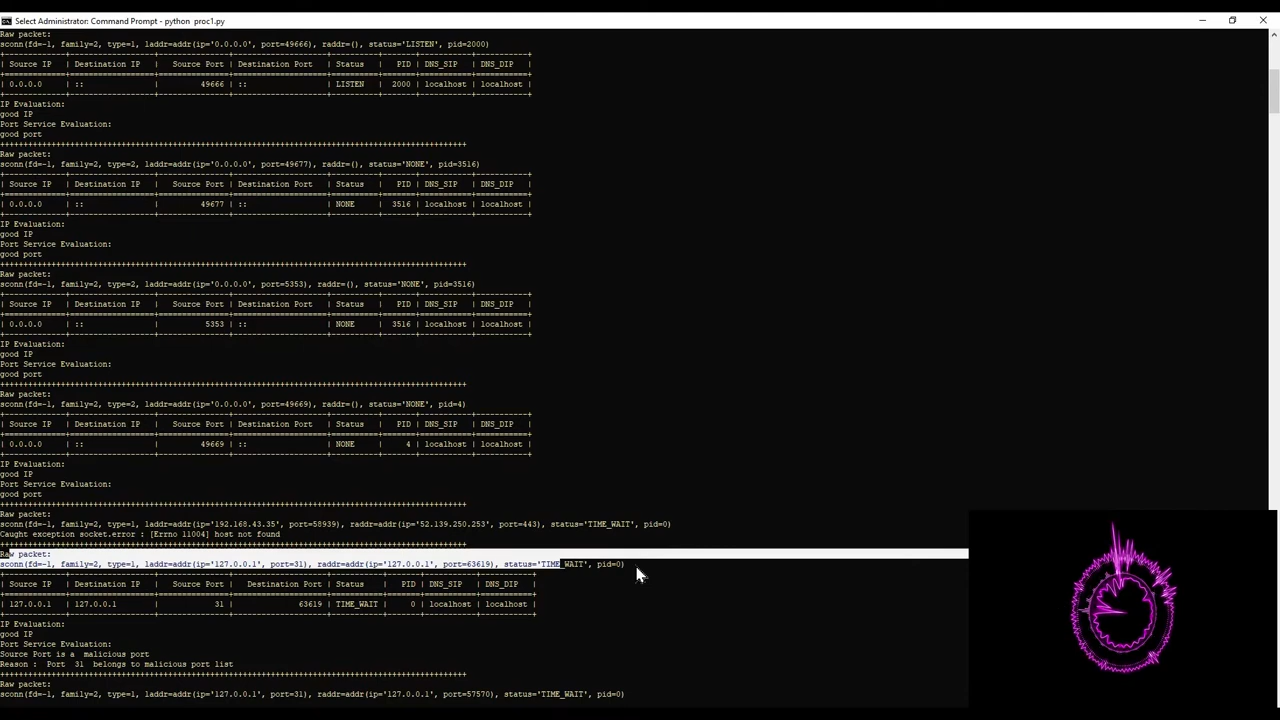 Select Administrator: Command Prompt - python proc1.py
Raw packet:
sconn(fd=-1, family=2, type=1, laddr=addr(ip='0.0.0.0', port=49666), raddr=(), status='LISTEN', pid=2000)
| Source IP | Destination IP | Source Port | Destination Port | Status | PID | DNS_SIP | DNS_DIP |
| 0.0.0.0 | :: | 49666 | :: | LISTEN | 2000 | localhost | localhost |
IP Evaluation:
good IP
Port Service Evaluation:
good port
++++++++++++++++++++++++++++++++++++++++++++++++++++++++++++++++++++++++++++++++++++++++++++++++++++
Raw packet:
sconn(fd=-1, family=2, type=2, laddr=addr(ip='0.0.0.0', port=49677), raddr=(), status='NONE', pid=3516)
| Source IP | Destination IP | Source Port | Destination Port | Status | PID | DNS_SIP | DNS_DIP |
| 0.0.0.0 | :: | 49677 | :: | NONE | 3516 | localhost | localhost |
IP Evaluation:
good IP
Port Service Evaluation:
good port
++++++++++++++++++++++++++++++++++++++++++++++++++++++++++++++++++++++++++++++++++++++++++++++++++++
Raw packet:
sconn(fd=-1, family=2, type=2, laddr=addr(ip='0.0.0.0', port=5353), raddr=(), status='NONE', pid=3516)
| Source IP | Destination IP | Source Port | Destination Port | Status | PID | DNS_SIP | DNS_DIP |
| 0.0.0.0 | :: | 5353 | :: | NONE | 3516 | localhost | localhost |
IP Evaluation:
good IP
Port Service Evaluation:
good port
++++++++++++++++++++++++++++++++++++++++++++++++++++++++++++++++++++++++++++++++++++++++++++++++++++
Raw packet:
sconn(fd=-1, family=2, type=2, laddr=addr(ip='0.0.0.0', port=49669), raddr=(), status='NONE', pid=4)
| Source IP | Destination IP | Source Port | Destination Port | Status | PID | DNS_SIP | DNS_DIP |
| 0.0.0.0 | :: | 49669 | :: | NONE | 4 | localhost | localhost |
IP Evaluation:
good IP
Port Service Evaluation:
good port
++++++++++++++++++++++++++++++++++++++++++++++++++++++++++++++++++++++++++++++++++++++++++++++++++++
Raw packet:
sconn(fd=-1, family=2, type=1, laddr=addr(ip='192.168.43.35', port=58939), raddr=addr(ip='52.139.250.253', port=443), status='TIME_WAIT', pid=0)
Caught exception socket.error : [Errno 11004] host not found
++++++++++++++++++++++++++++++++++++++++++++++++++++++++++++++++++++++++++++++++++++++++++++++++++++
Raw packet:
sconn(fd=-1, family=2, type=1, laddr=addr(ip='127.0.0.1', port=31), raddr=addr(ip='127.0.0.1', port=63619), status='TIME_WAIT', pid=0)
| Source IP | Destination IP | Source Port | Destination Port | Status | PID | DNS_SIP | DNS_DIP |
| 127.0.0.1 | 127.0.0.1 | 31 | 63619 | TIME_WAIT | 0 | localhost | localhost |
IP Evaluation:
good IP
Port Service Evaluation:
Source Port is a  malicious port
Reason :  Port  31  belongs to malicious port list
++++++++++++++++++++++++++++++++++++++++++++++++++++++++++++++++++++++++++++++++++++++++++++++++++++
Raw packet:
sconn(fd=-1, family=2, type=1, laddr=addr(ip='127.0.0.1', port=31), raddr=addr(ip='127.0.0.1', port=57570), status='TIME_WAIT', pid=0)